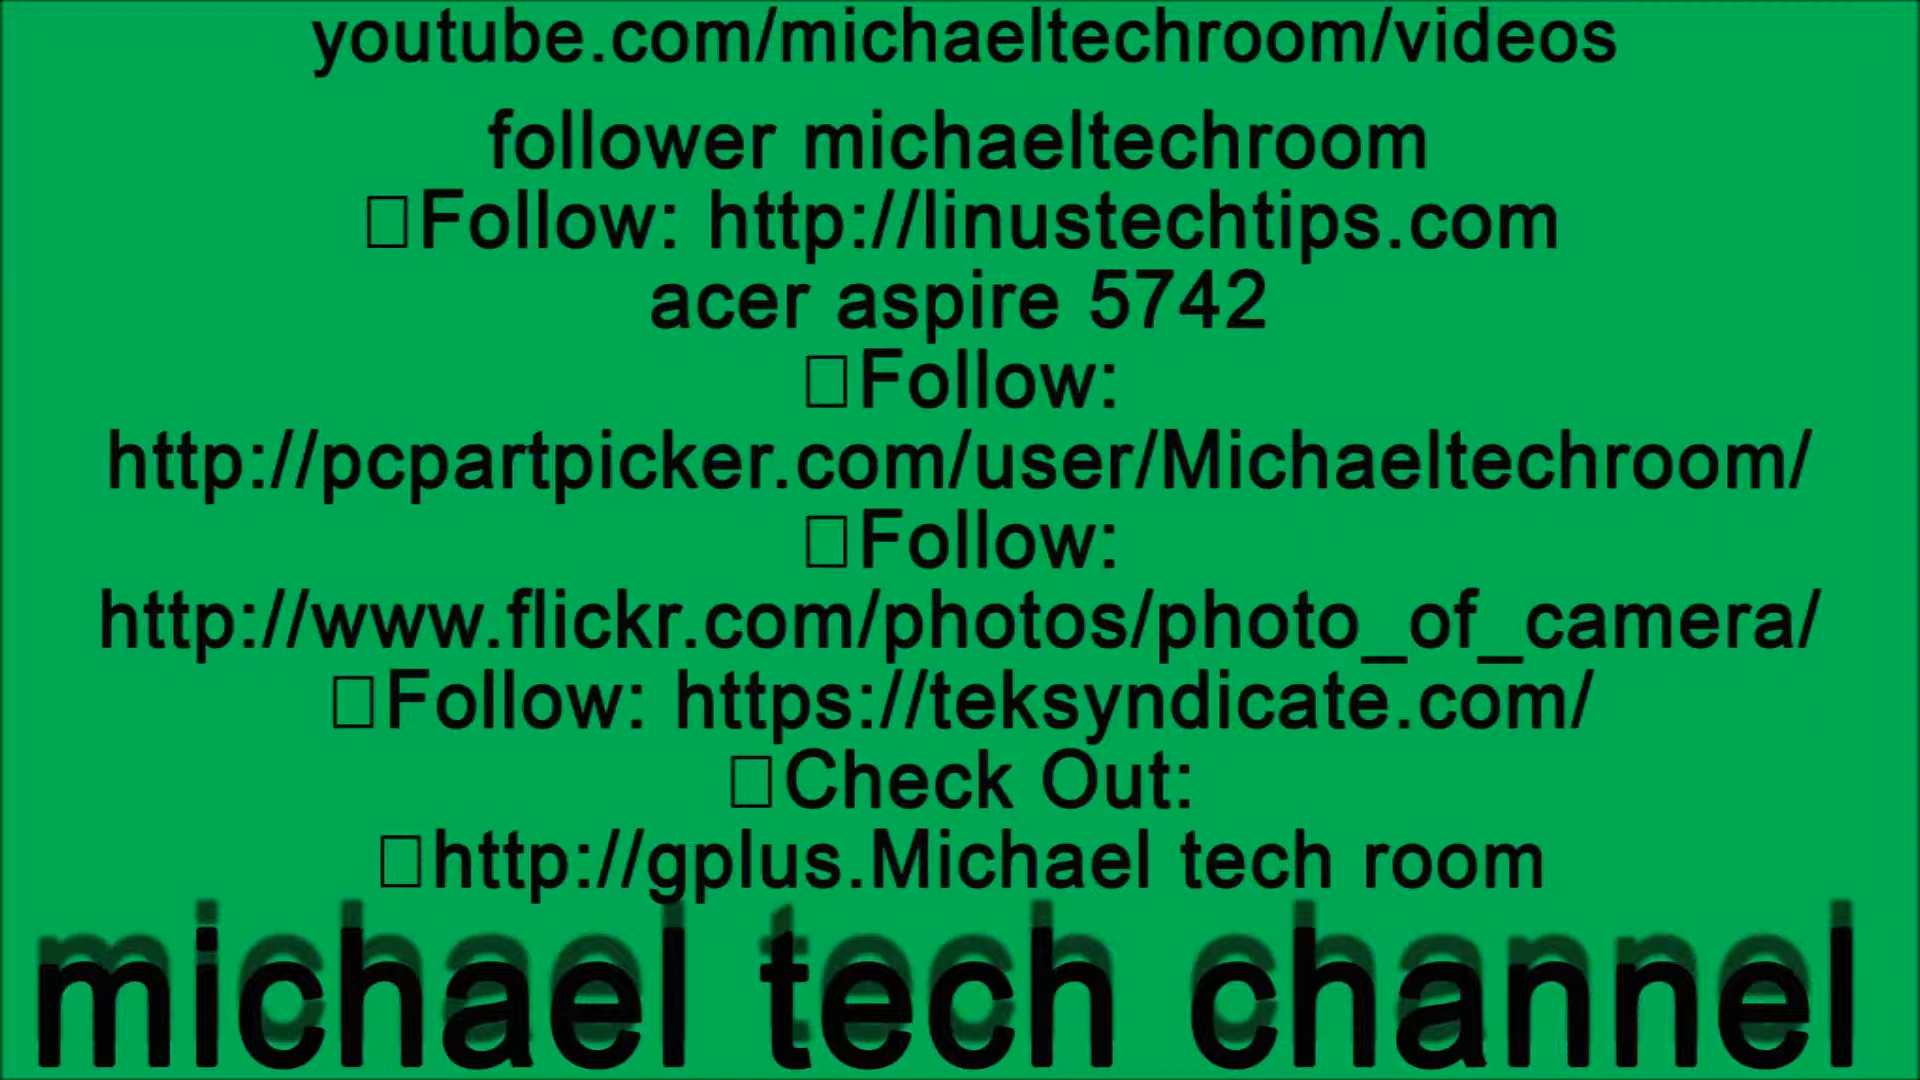 youtube.com/michaeltechroom/videos
follower michaeltechroom
▯Follow: http://linustechtips.com
acer aspire 5742
▯Follow:
http://pcpartpicker.com/user/Michaeltechroom/
▯Follow:
http://www.flickr.com/photos/photo_of_camera/
▯Follow: https://teksyndicate.com/
▯Check Out:
▯http://gplus.Michael tech room
michael tech channel